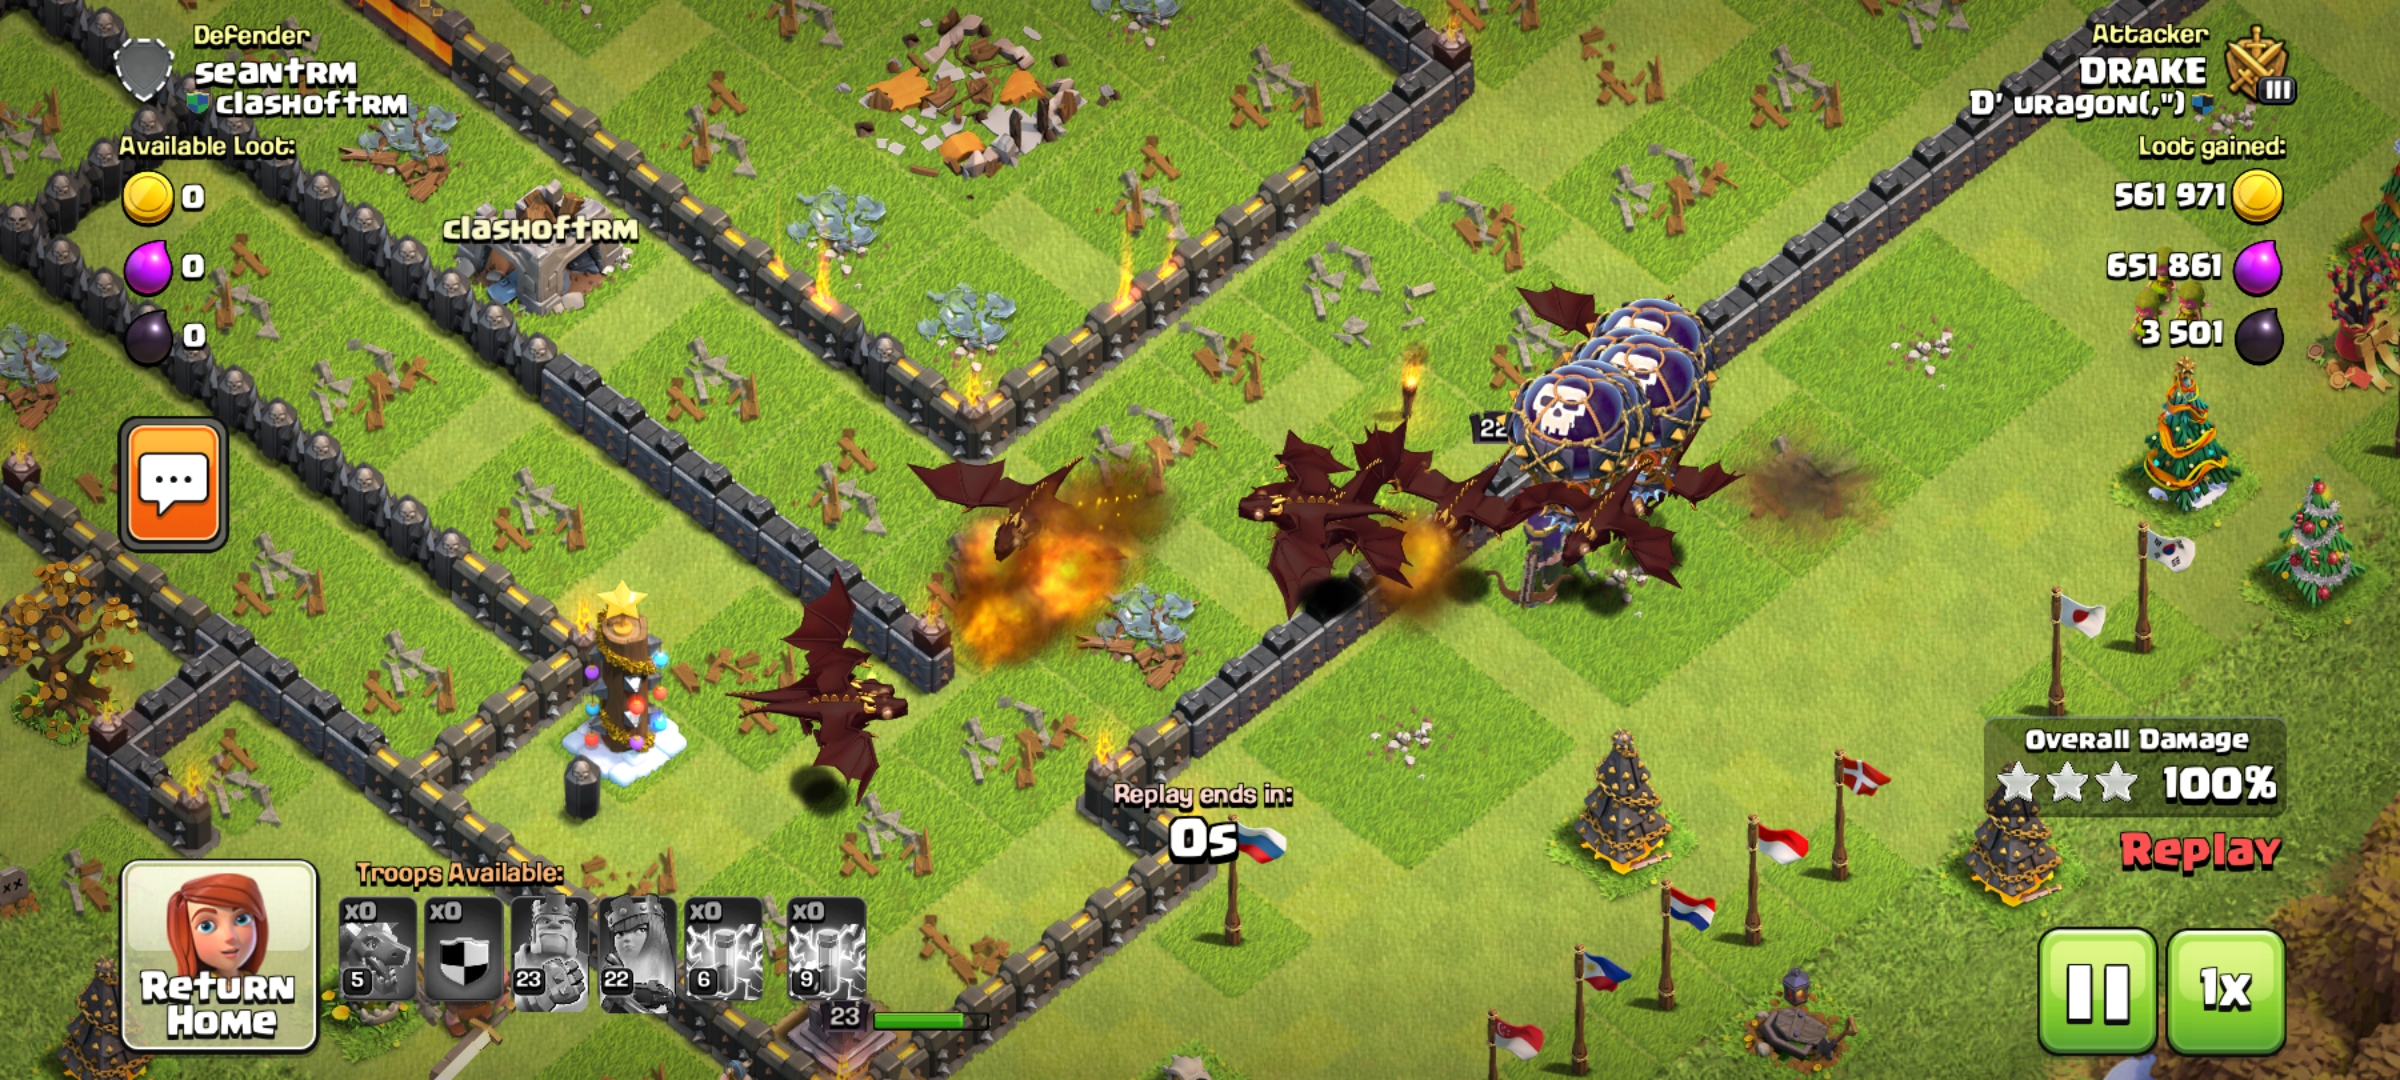 Defender
seantRM
clashoftRM
Available Loot:
0
0
0
clashoftRM
Attacker
DRAKE
D' uRagon(,")
III
Loot gained:
561 971
651 861
3 501
22
Overall Damage
100%
Replay
Replay ends in:
0s
Return
Home
Troops Available:
x0
x0
x0
x0
5
23
22
6
9
23
1x